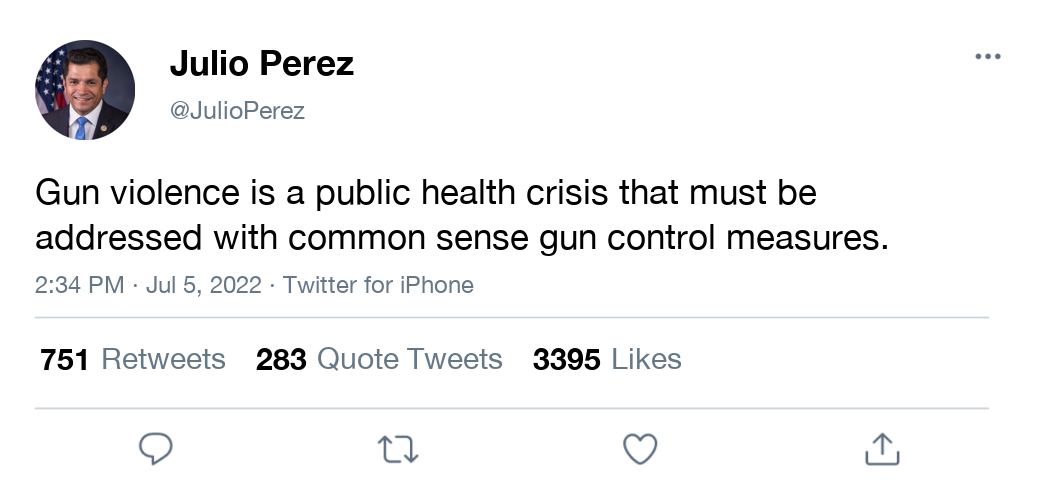 Julio Perez
@JulioPerez
Gun violence is a public health crisis that must be
addressed with common sense gun control measures.
2:34 PM · Jul 5, 2022 · Twitter for iPhone
751 Retweets 283 Quote Tweets 3395 Likes